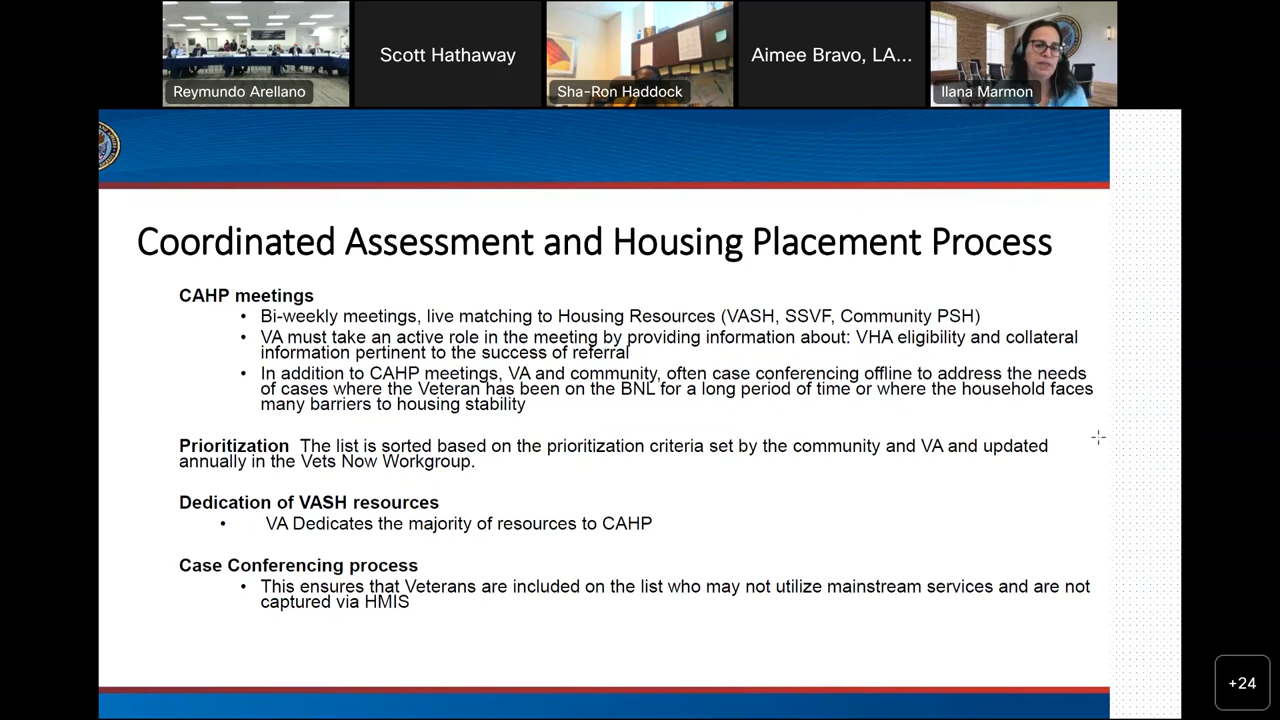 Reymundo Arellano
Scott Hathaway
Sha-Ron Haddock
Aimee Bravo, LA...
Ilana Marmon
Coordinated Assessment and Housing Placement Process
CAHP meetings
• Bi-weekly meetings, live matching to Housing Resources (VASH, SSVF, Community PSH)
• VA must take an active role in the meeting by providing information about: VHA eligibility and collateral
information pertinent to the success of referral
• In addition to CAHP meetings, VA and community, often case conferencing offline to address the needs
of cases where the Veteran has been on the BNL for a long period of time or where the household faces
many barriers to housing stability
Prioritization The list is sorted based on the prioritization criteria set by the community and VA and updated
annually in the Vets Now Workgroup.
Dedication of VASH resources
• VA Dedicates the majority of resources to CAHP
Case Conferencing process
• This ensures that Veterans are included on the list who may not utilize mainstream services and are not
captured via HMIS
+24